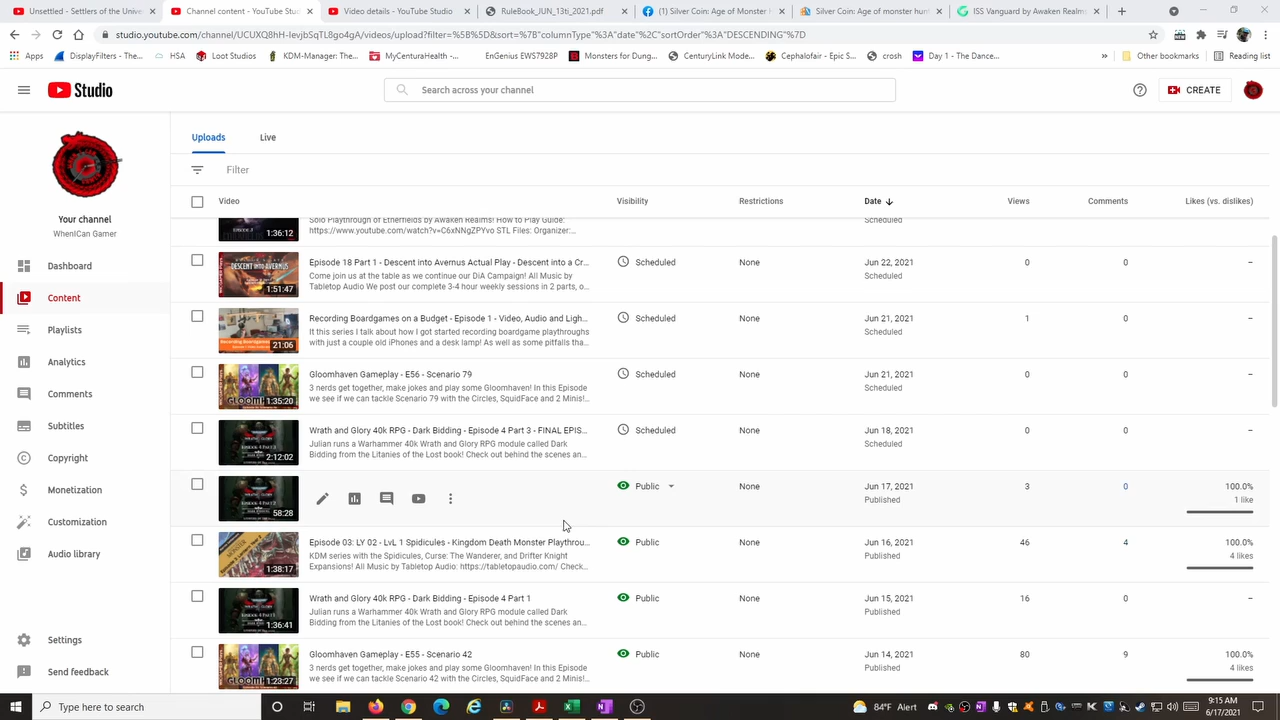 Unsettled - Settlers of the Unive
Channel content - YouTube Studi
Video details - YouTube Studio
RuleBook_JUN_13ti_2021.pdf
(1) Silver Coin Age of Monster H
Silver Coin: Age of monster hun
ISS Vanguard by Awaken Realms
studio.youtube.com/channel/UCUXQ8hH-IevjbSqTL8go4gA/videos/upload?filter=%5B%5D&sort=%7B"columnType"%3A"date"%2C"sortOrder"%3A"DESCENDING"%7D
DisplayFilters - The...
HSA
Loot Studios
KDM-Manager: The...
MyCenturaHealth -...
EnGenius EWS7928P
Monsters for Dung...
CenturyLink Mode...
Cephalofair - Epic S...
crosh
Day 1 - The Dance...
»
Other bookmarks
Reading list
Studio
Search across your channel
CREATE
Your channel
WhenICan Gamer
Dashboard
Content
Playlists
Analytics
Comments
Subtitles
Copyright
Monetization
Customization
Audio library
Settings
Send feedback
Uploads
Live
Filter
Video
Visibility
Restrictions
Date
Views
Comments
Likes (vs. dislikes)
1:36:12
Solo Playthrough of Etherfields by Awaken Realms! How to Play Guide:
https://www.youtube.com/watch?v=C6xNNgZPYvo STL Files: Organizer:...
Scheduled
DESCENT INTO AVERNUS
1:51:47
Episode 18 Part 1 - Descent into Avernus Actual Play - Descent into a Cr...
Come join us at the table as we continue our DiA Campaign! All Music by
Tabletop Audio We post our complete 3-4 hour weekly sessions in 2 parts, o...
Scheduled
None
Jun 22, 2021
Scheduled
0
0
–
21:06
Recording Boardgames on a Budget - Episode 1 - Video, Audio and Ligh...
It this series I talk about how I got started recording boardgame playthroughs
with just a couple old iPhones and a desk lamp! As well as some pitfalls tha...
Scheduled
None
Jun 21, 2021
Scheduled
1
0
–
GLOOMH
1:35:20
Gloomhaven Gameplay - E56 - Scenario 79
3 nerds get together, make jokes and play some Gloomhaven! In this Episode
we see if we can tackle Scenario 79 with the Circles, SquidFace and 2 Minis!...
Scheduled
None
Jun 21, 2021
Scheduled
0
0
–
2:12:02
Wrath and Glory 40k RPG - Dark Bidding - Episode 4 Part 3 - FINAL EPIS...
Julian runs a Warhammer 40k Wrath and Glory RPG module called Dark
Bidding from the Litanies of the Lost book! Check out behind the scenes an...
Scheduled
None
Jun 18, 2021
Scheduled
0
0
–
58:28
Public
None
Jun 17, 2021
Published
3
0
100.0%
1 like
1:38:17
Episode 03: LY 02 - LvL 1 Spidicules - Kingdom Death Monster Playthrou...
KDM series with the Spidicules, Curse: The Wanderer, and Drifter Knight
Expansions! All Music by Tabletop Audio: https://tabletopaudio.com/ Check...
Public
None
Jun 16, 2021
Published
46
4
100.0%
4 likes
1:36:41
Wrath and Glory 40k RPG - Dark Bidding - Episode 4 Part 1
Julian runs a Warhammer 40k Wrath and Glory RPG module called Dark
Bidding from the Litanies of the Lost book! Check out behind the scenes an...
Public
None
Jun 15, 2021
Published
16
0
–
GLOOMH
1:23:27
Gloomhaven Gameplay - E55 - Scenario 42
3 nerds get together, make jokes and play some Gloomhaven! In this Episode
we see if we can tackle Scenario 42 with the Circles, SquidFace and 2 Minis!...
Public
None
Jun 14, 2021
Published
80
9
100.0%
4 likes
Type here to search
84°F Alert
9:15 AM
6/17/2021